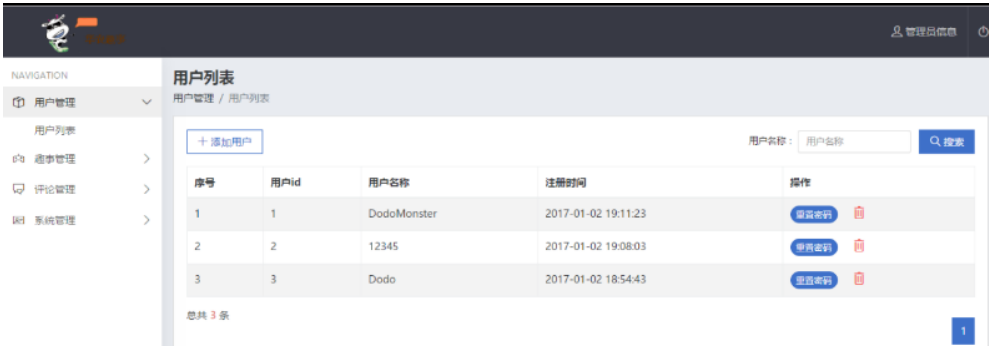 管理员信息
NAVIGATION
用户管理
用户列表
趣事管理
评论管理
系统管理
用户列表
用户管理 / 用户列表
添加用户
用户名称： 用户名称 搜索
序号 用户id 用户名称 注册时间 操作
1 1 DodoMonster 2017-01-02 19:11:23 重置密码
2 2 12345 2017-01-02 19:08:03 重置密码
3 3 Dodo 2017-01-02 18:54:43 重置密码
总共 3 条
1